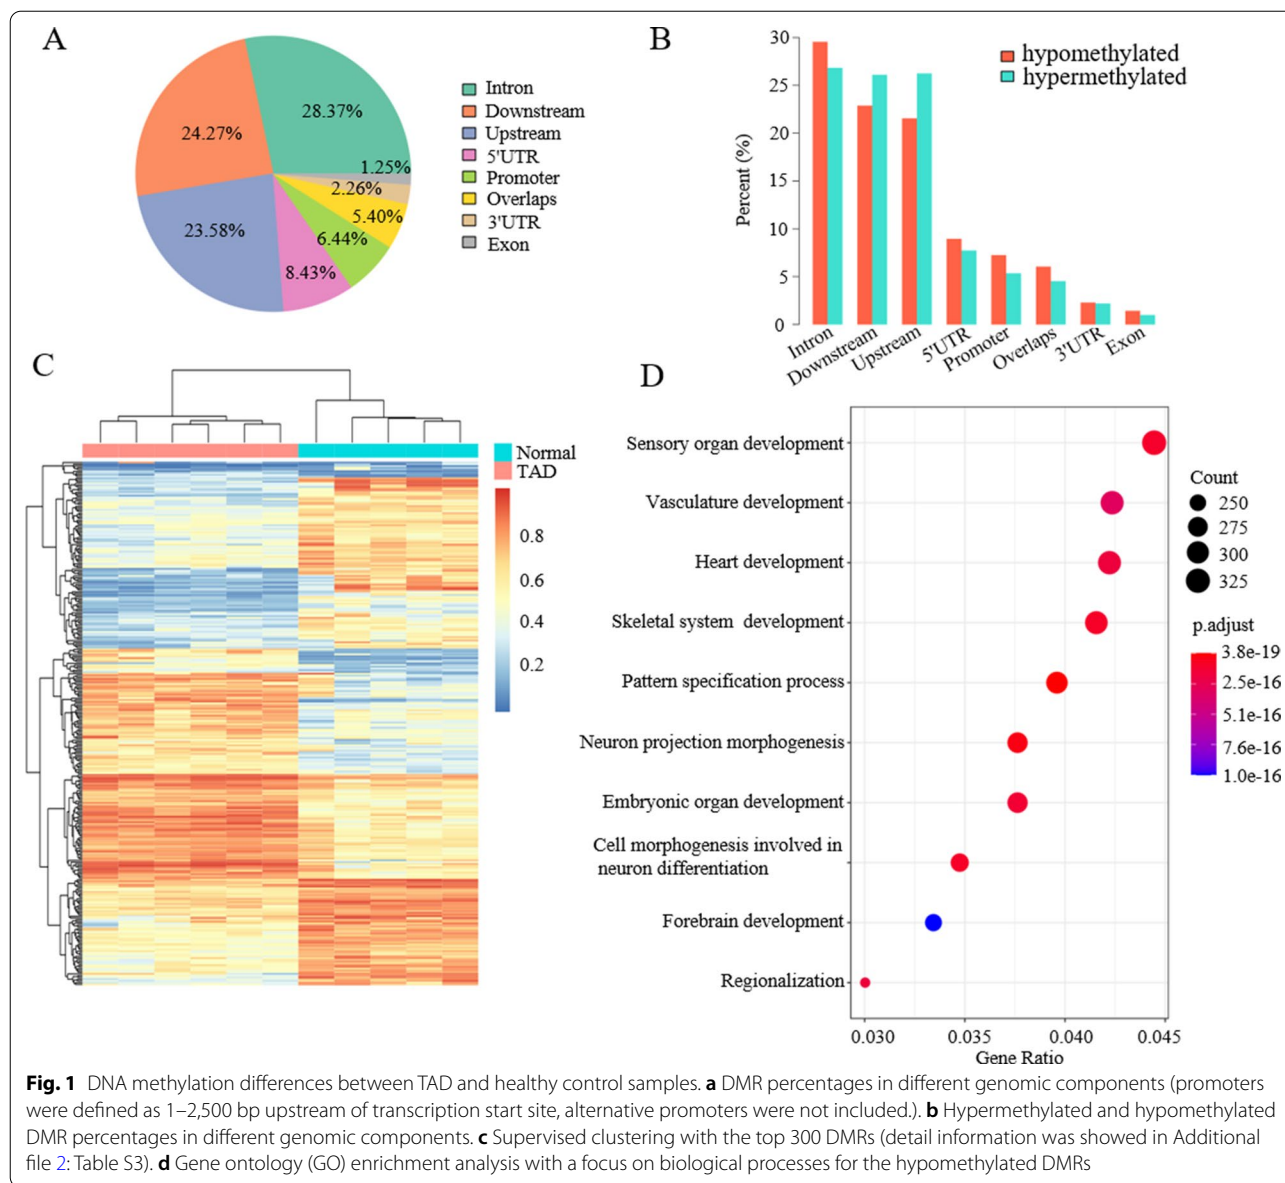 A
28.37%
24.27%
23.58%
8.43%
6.44%
5.40%
2.26%
1.25%
Intron
Downstream
Upstream
5'UTR
Promoter
Overlaps
3'UTR
Exon
B
Percent (%)
30
25
20
15
10
5
0
hypomethylated
hypermethylated
Intron
Downstream
Upstream
5'UTR
Promoter
Overlaps
3'UTR
Exon
C
Normal
TAD
0.8
0.6
0.4
0.2
D
Sensory organ development
Vasculature development
Heart development
Skeletal system development
Pattern specification process
Neuron projection morphogenesis
Embryonic organ development
Cell morphogenesis involved in
neuron differentiation
Forebrain development
Regionalization
0.030
0.035
0.040
0.045
Gene Ratio
Count
250
275
300
325
p.adjust
3.8e-19
2.5e-16
5.1e-16
7.6e-16
1.0e-16
Fig. 1 DNA methylation differences between TAD and healthy control samples. a DMR percentages in different genomic components (promoters
were defined as 1–2,500 bp upstream of transcription start site, alternative promoters were not included.). b Hypermethylated and hypomethylated
DMR percentages in different genomic components. c Supervised clustering with the top 300 DMRs (detail information was showed in Additional
file 2: Table S3). d Gene ontology (GO) enrichment analysis with a focus on biological processes for the hypomethylated DMRs